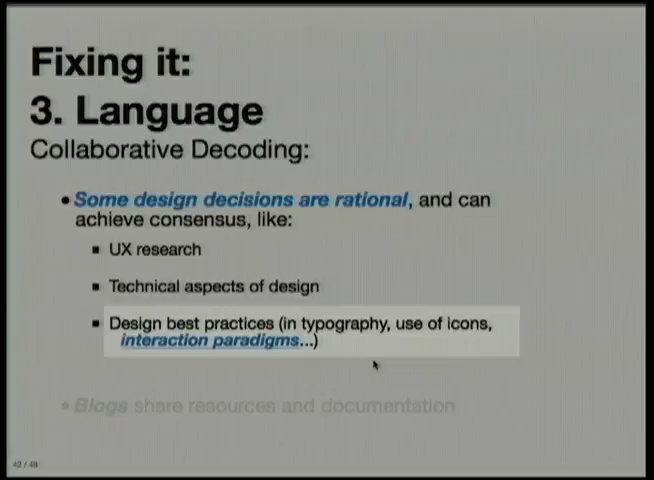 Fixing it:
3. Language
Collaborative Decoding:
• Some design decisions are rational, and can
achieve consensus, like:
▪ UX research
▪ Technical aspects of design
▪ Design best practices (in typography, use of icons,
interaction paradigms...)
• Blogs share resources and documentation
42 / 48